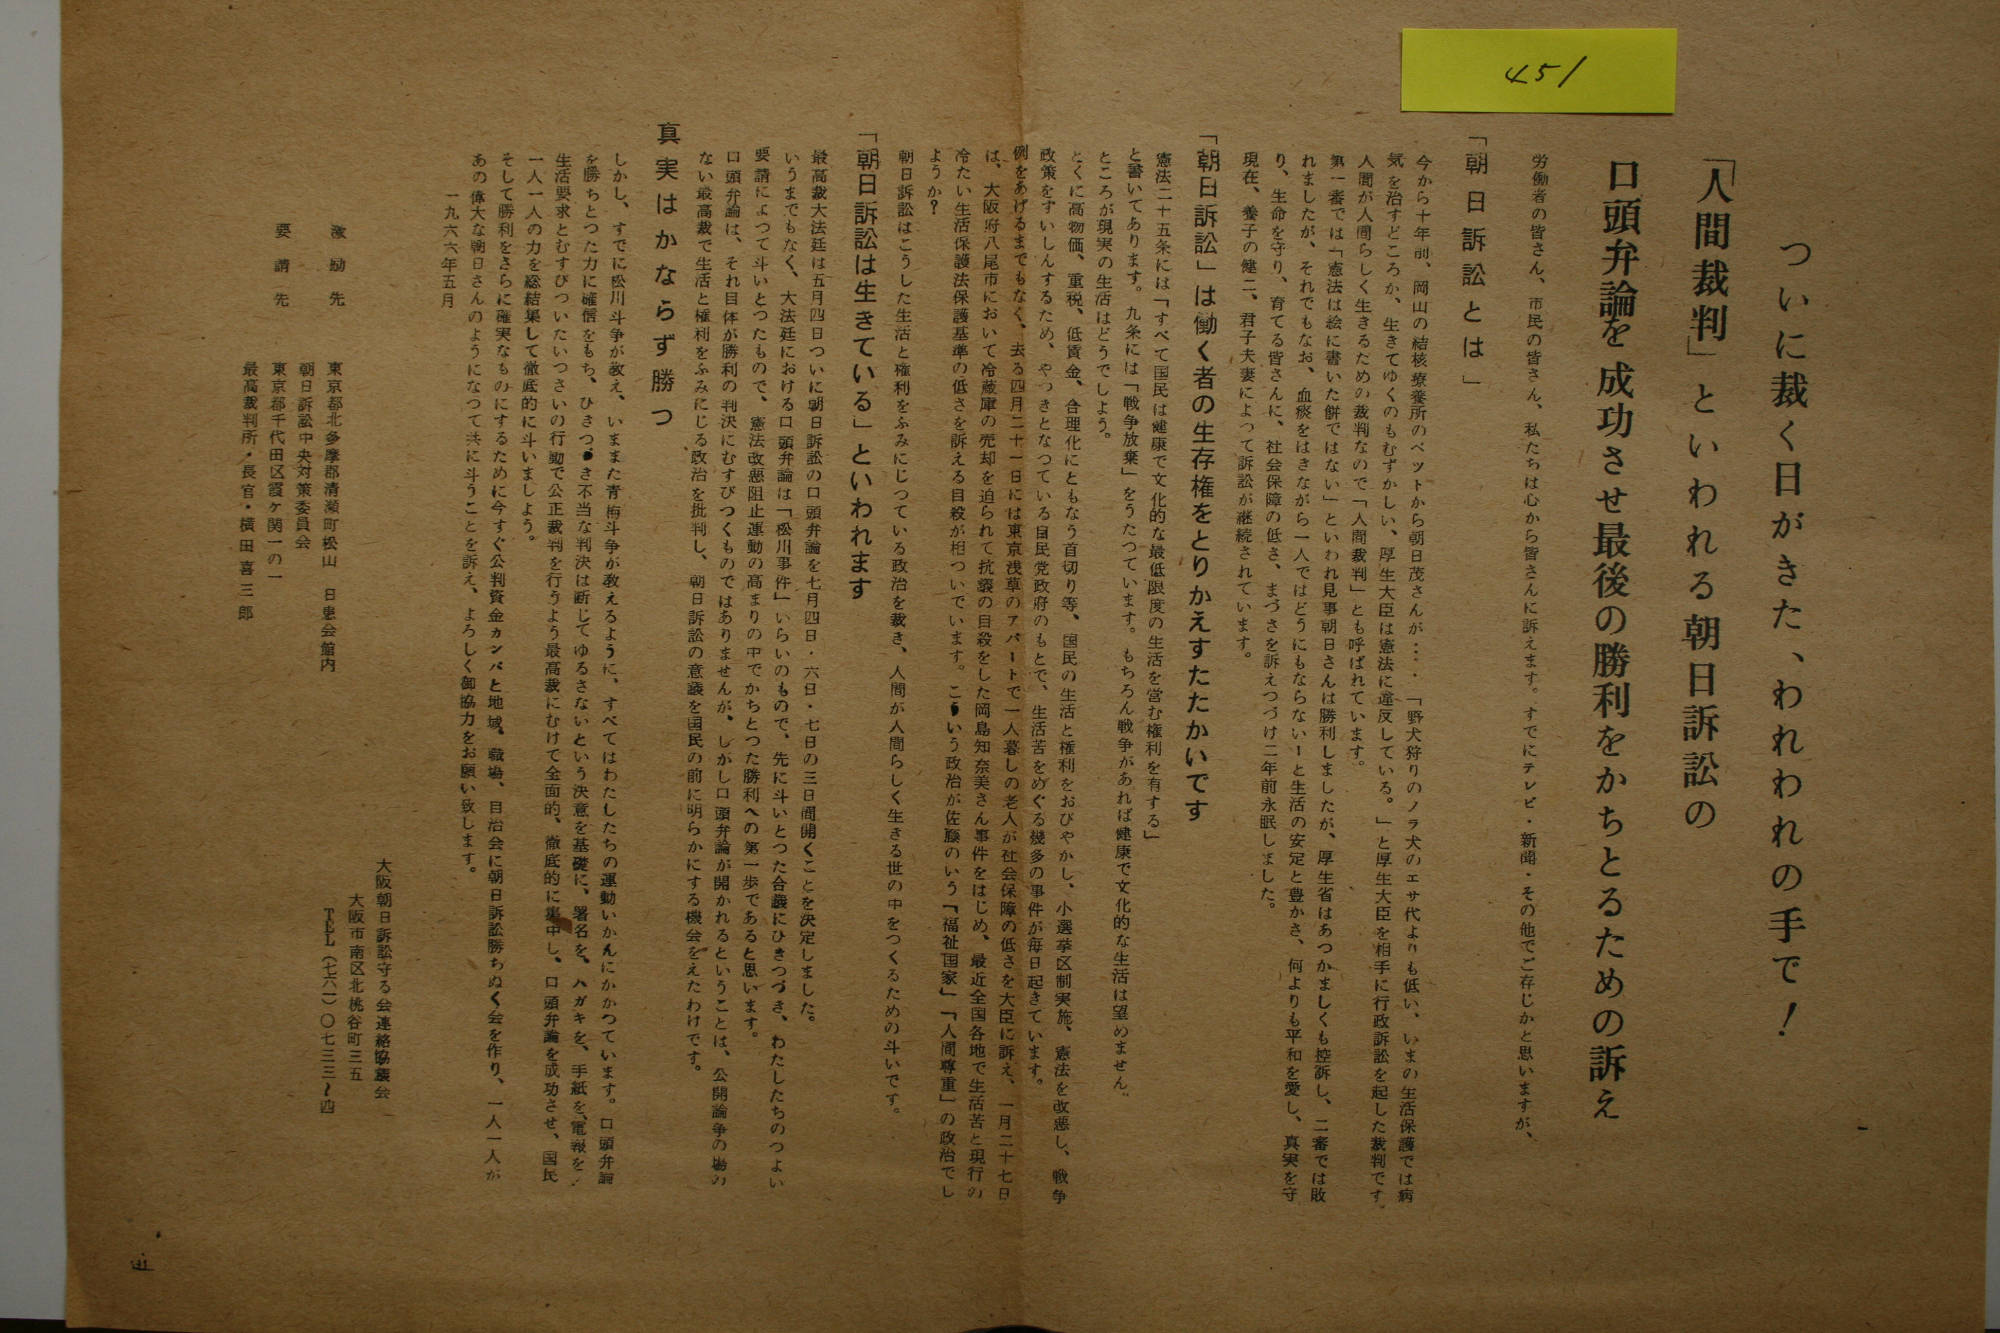 451
ついに裁く日がきた、われわれの手で!
「人間裁判」といわれる朝日訴訟の
口頭弁論を成功させ最後の勝利をかちとるための訴え
労働者の皆さん、市民の皆さん、私たちは心から皆さんに訴えます。すでにテレビ・新聞・その他でご存じかと思いますが、
「朝日訴訟とは」
今から十年前、岡山の結核療養所のベットから朝日茂さんが…・「野犬狩りのノラ犬のエサ代よりも低い、いまの生活保護では病
気を治すどころか、生きてゆくのもむずかしい、厚生大臣は憲法に違反している。」と厚生大臣を相手に行政訴訟を起した裁判です
人間が人間らしく生きるための裁判なので「人間裁判」とも呼ばれています。
第一審では「憲法は絵に書いた餅ではない」といわれ見事朝日さんは勝利しましたが、厚生省はあつかましくも控訴し、二審では敗
れましたが、それでもなお、血痰をはきながら一人ではどうにもならない―と生活の安定と豊かさ、何よりも平和を愛し、真実を守
り、生命を守り、育てる皆さんに、社会保障の低さ、まづさを訴えつづけ二年前永眠しました。
現在、養子の健二、君子夫妻によつて訴訟が継続されています。
「朝日訴訟」は働く者の生存権をとりかえすたたかいです
憲法二十五条には「すべて国民は健康で文化的な最低限度の生活を営む権利を有する」
と書いてあります。九条には「戦争放棄」をうたつています。もちろん戦争があれば健康で文化的な生活は望めません。
ところが現実の生活はどうでしよう。
とくに高物価、重税、低賃金、合理化にともなう首切り等、国民の生活と権利をおびやかし、小選挙区制実施、憲法を改悪し、戦争
政策をすいしんするため、やつきとなつている自民党政府のもとで、生活苦をめぐる幾多の事件が毎日起きています。
例をあげるまでもなく、去る四月二十一日には東京浅草のアパートで一人暮しの老人が社会保障の低さを大臣に訴え、一月二十七日
は、大阪府八尾市において冷蔵庫の売却を迫られて抗議の自殺をした岡島知奈美さん事件をはじめ、最近全国各地で生活苦と現行の
冷たい生活保護法保護基準の低さを訴える自殺が相ついでいます。こういう政治が佐藤のいう「福祉国家」「人間尊重」の政治でし
ようか?
朝日訴訟はこうした生活と権利をふみにじつている政治を裁き、人間が人間らしく生きる世の中をつくるための斗いです。
「朝日訴訟は生きている」といわれます
最高裁大法廷は五月四日ついに朝日訴訟の口頭弁論を七月四日・六日・七日の三日間開くことを決定しました。
いうまでもなく、大法廷における口頭弁論は「松川事件」いらいのもので、先に斗いとつた合議にひきつづき、わたしたちのつよい
要請によつて斗いとつたもので、憲法改悪阻止運動の高まりの中でかちとつた勝利への第一歩であると思います。
口頭弁論は、それ自体が勝利の判決にむすびつくものではありませんが、しかし口頭弁論が開かれるということは、公開論争の場の
ない最高裁で生活と権利をふみにじる政治を批判し、朝日訴訟の意義を国民の前に明らかにする機会をえたわけです。
真実はかならず勝つ
しかし、すでに松川斗争が教え、いままた青梅斗争が教えるように、すべてはわたしたちの運動いかんにかかつています。口頭弁論
を勝ちとつた力に確信をもち、ひきつづき不当な判決は断じてゆるさないという決意を基礎に、署名を、ハガキを、手紙を、電報を、
生活要求とむすびついたいつさいの行動で公正裁判を行うよう最高裁にむけて全面的、徹底的に集中し、口頭弁論を成功させ、国民
一人一人の力を総結集して徹底的に斗いましよう。
そして勝利をさらに確実なものにするために今すぐ公判資金カンパと地域、職場、自治会に朝日訴訟勝ちぬく会を作り、一人一人が
あの偉大な朝日さんのようになつて共に斗うことを訴え、よろしく御協力をお願い致します。
一九六六年五月
大阪朝日訴訟守る会連絡協議会
大阪市南区北桃谷町三五
TEL(七六一)〇七三三～四
激励先 東京都北多摩郡清瀬町松山 日患会館内
朝日訴訟中央対策委員会
要請先 東京都千代田区霞ケ関一の一
最高裁判所・長官・横田喜三郎